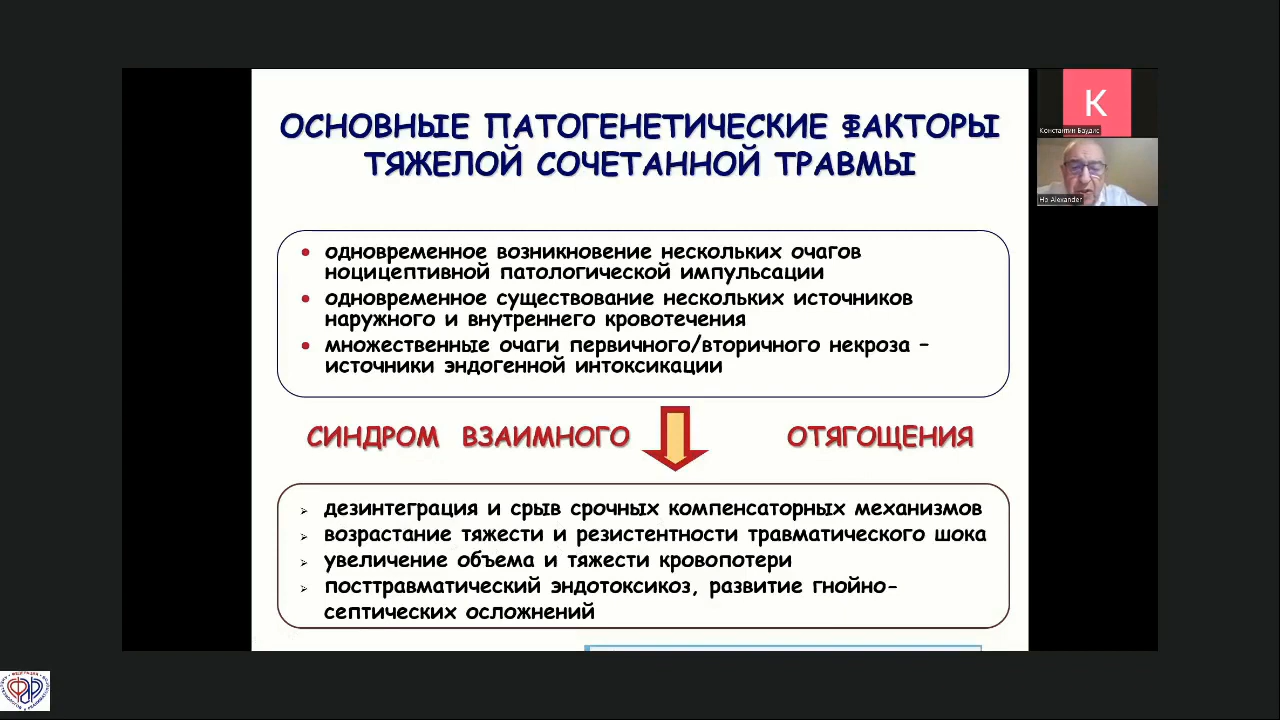 ОСНОВНЫЕ ПАТОГЕНЕТИЧЕСКИЕ ФАКТОРЫ
ТЯЖЕЛОЙ СОЧЕТАННОЙ ТРАВМЫ
K
Константин Баудис
Но Alexander
• одновременное возникновение нескольких очагов
ноцицептивной патологической импульсации
• одновременное существование нескольких источников
наружного и внутреннего кровотечения
• множественные очаги первичного/вторичного некроза –
источники эндогенной интоксикации
СИНДРОМ ВЗАИМНОГО ОТЯГОЩЕНИЯ
➢ дезинтеграция и срыв срочных компенсаторных механизмов
➢ возрастание тяжести и резистентности травматического шока
➢ увеличение объема и тяжести кровопотери
➢ посттравматический эндотоксикоз, развитие гнойно-
септических осложнений